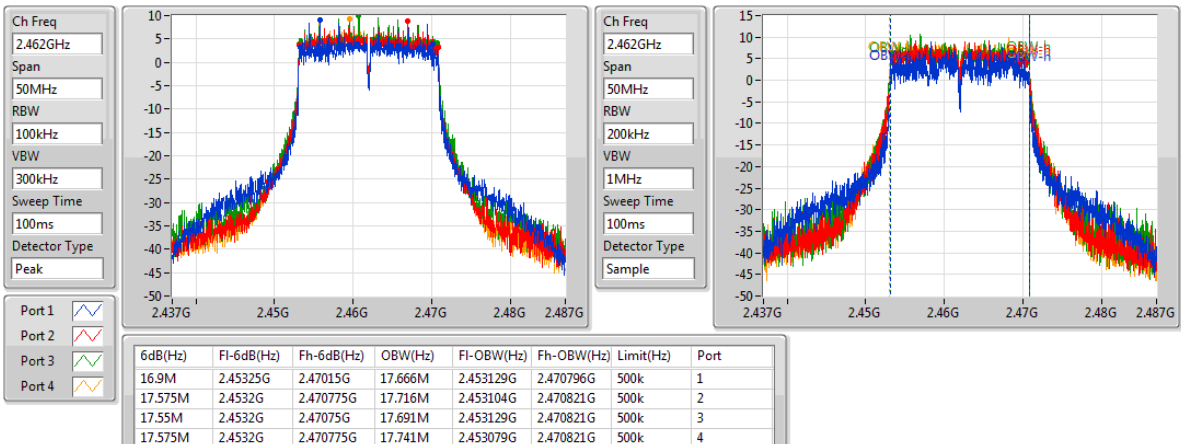 Ch Freq
2.462GHz
Span
50MHz
RBW
100kHz
VBW
300kHz
Sweep Time
100ms
Detector Type
Peak
Port 1
Port 2
Port 3
Port 4
10
5
0
-5
-10
-15
-20
-25
-30
-35
-40
-45
-50
2.437G 2.45G 2.46G 2.47G 2.48G 2.487G
Ch Freq
2.462GHz
Span
50MHz
RBW
200kHz
VBW
1MHz
Sweep Time
100ms
Detector Type
Sample
15
10
5
0
-5
-10
-15
-20
-25
-30
-35
-40
-45
-50
2.437G 2.45G 2.46G 2.47G 2.48G 2.487G
6dB(Hz) Fl-6dB(Hz) Fh-6dB(Hz) OBW(Hz) Fl-OBW(Hz) Fh-OBW(Hz) Limit(Hz) Port
16.9M 2.45325G 2.47015G 17.666M 2.453129G 2.470796G 500k 1
17.575M 2.4532G 2.470775G 17.716M 2.453104G 2.470821G 500k 2
17.55M 2.4532G 2.47075G 17.691M 2.453129G 2.470821G 500k 3
17.575M 2.4532G 2.470775G 17.741M 2.453079G 2.470821G 500k 4